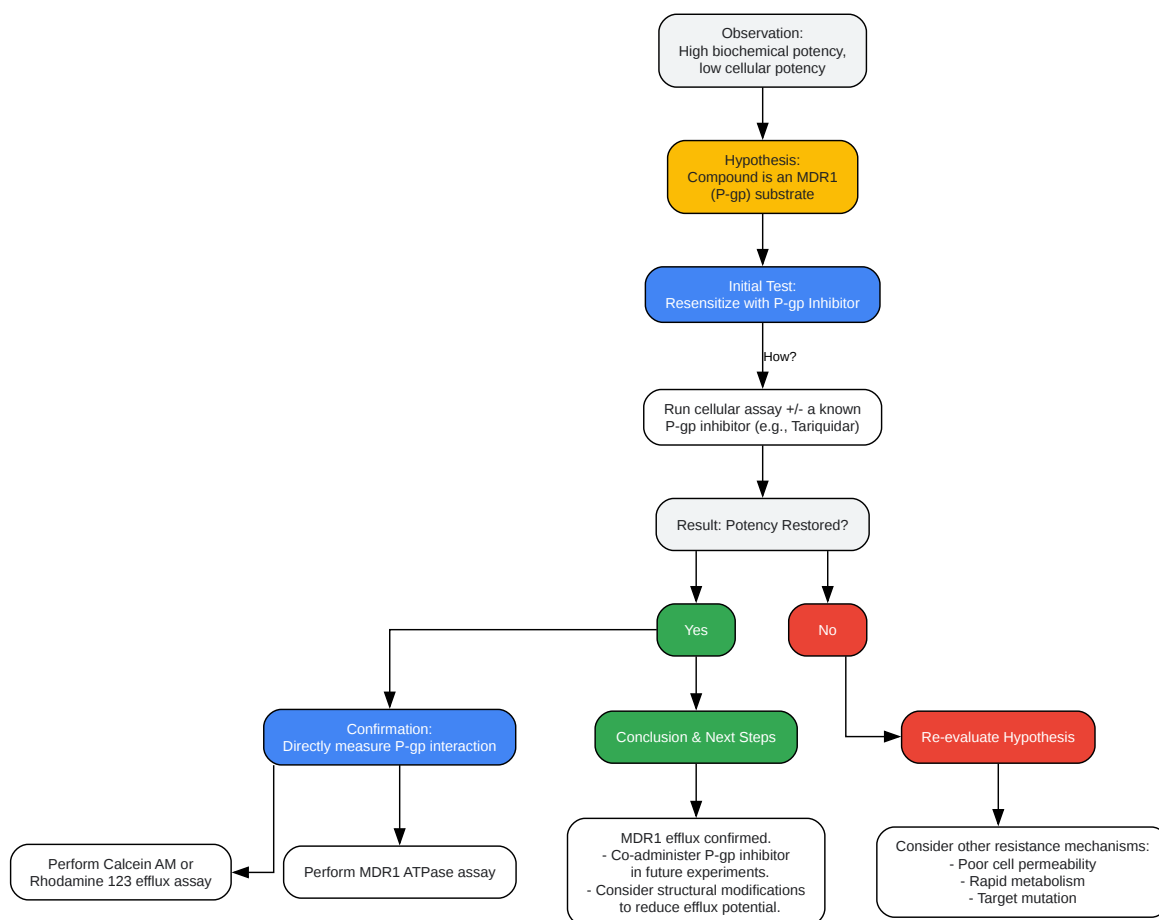 Observation:
High biochemical potency,
low cellular potency
Hypothesis:
Compound is an MDR1
(P-gp) substrate
Initial Test:
Resensitize with P-gp Inhibitor
How?
Run cellular assay +/- a known
P-gp inhibitor (e.g., Tariquidar)
Result: Potency Restored?
Yes
No
Confirmation:
Directly measure P-gp interaction
Conclusion & Next Steps
Re-evaluate Hypothesis
Perform Calcein AM or
Rhodamine 123 efflux assay
Perform MDR1 ATPase assay
MDR1 efflux confirmed.
- Co-administer P-gp inhibitor
in future experiments.
- Consider structural modifications
to reduce efflux potential.
Consider other resistance mechanisms:
- Poor cell permeability
- Rapid metabolism
- Target mutation